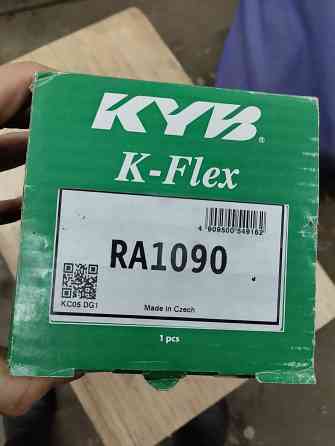 KYB®
K-Flex
4 909500 549162
RA1090
KC05 DG1
Made in Czech
1 pcs